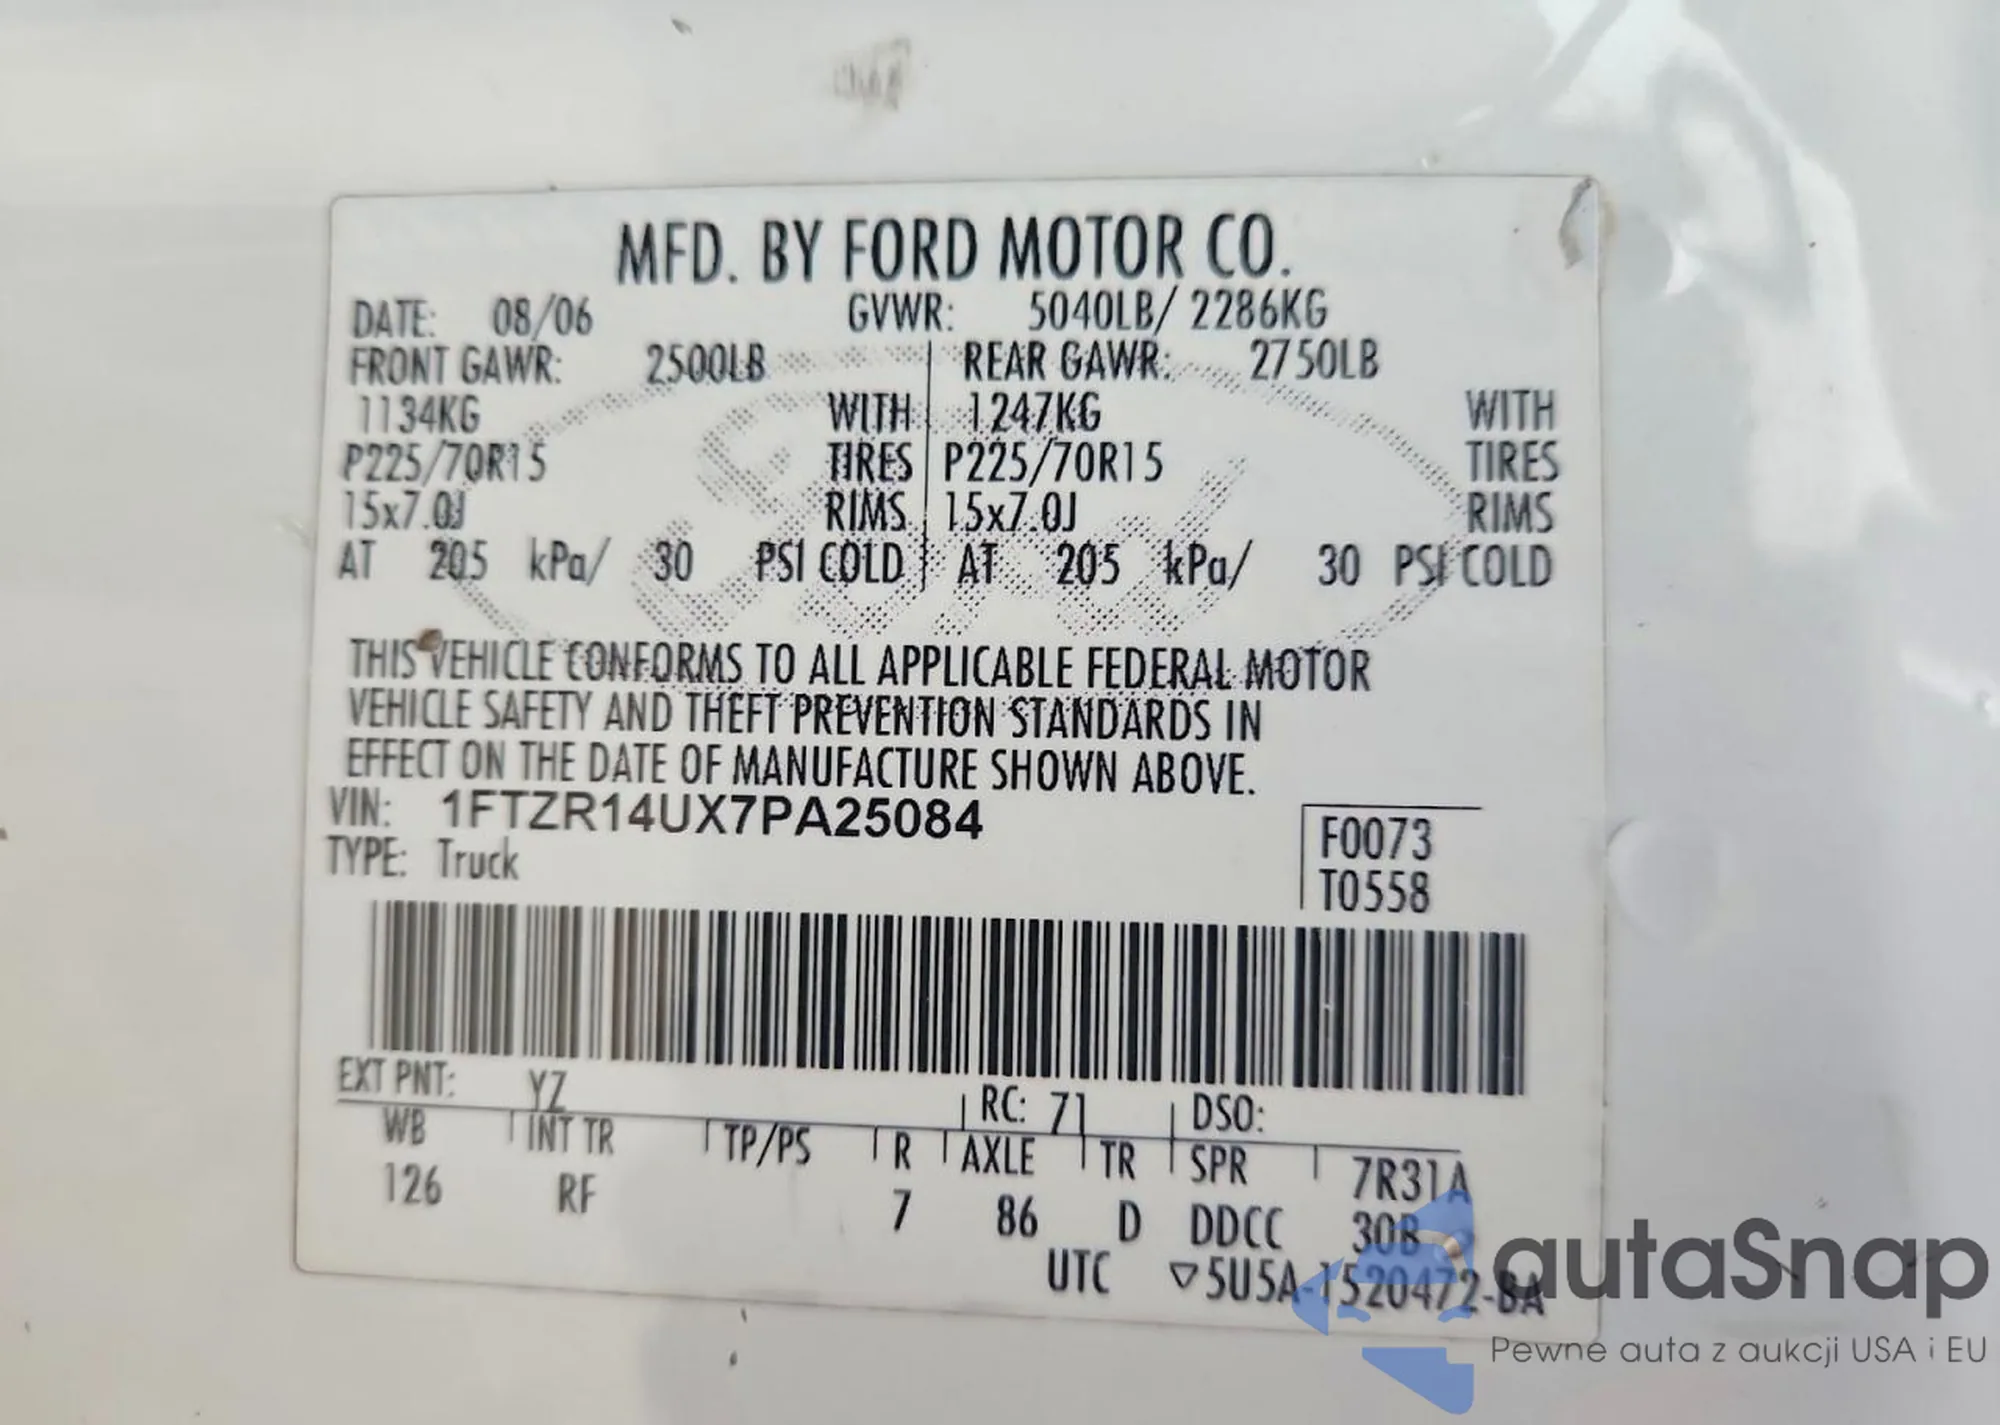 MFD. BY FORD MOTOR CO.
DATE: 08/06 GVWR: 5040LB/ 2286KG
FRONT GAWR: 2500LB REAR GAWR: 2750LB
1134KG WITH 1247KG WITH
P225/70R15 TIRES P225/70R15 TIRES
15x7.0J RIMS 15x7.0J RIMS
AT 205 kPa/ 30 PSI COLD AT 205 kPa/ 30 PSI COLD
THIS VEHICLE CONFORMS TO ALL APPLICABLE FEDERAL MOTOR
VEHICLE SAFETY AND THEFT PREVENTION STANDARDS IN
EFFECT ON THE DATE OF MANUFACTURE SHOWN ABOVE.
VIN: 1FTZR14UX7PA25084
TYPE: Truck
F0073
T0558
EXT PNT: YZ RC: 71 DSO:
WB INT TR TP/PS R AXLE TR SPR 7R31A
126 RF 7 86 D DDCC 30B
UTC ▽5U5A-1520472-BA
autaSnap
Pewne auta z aukcji USA i EU